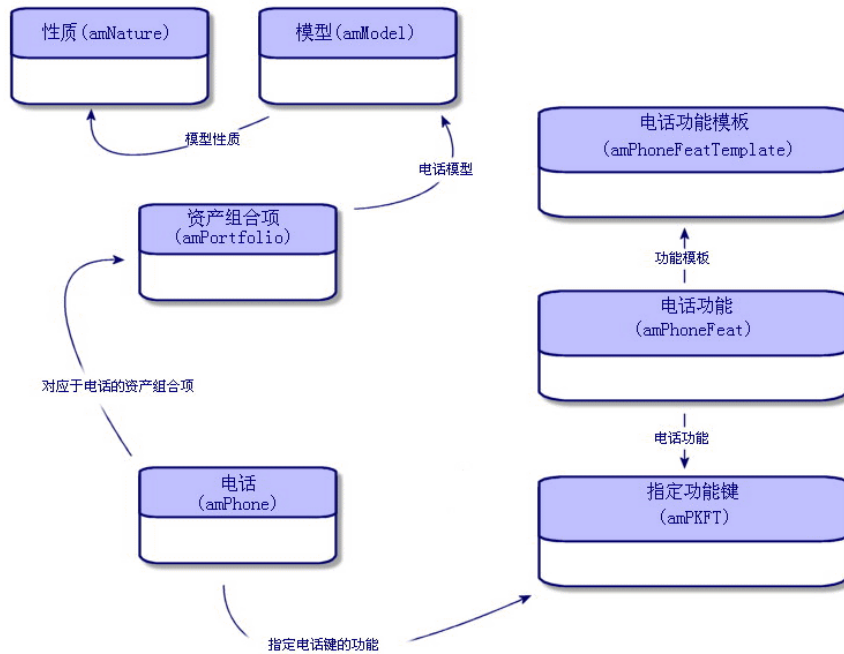 性质(amNature)
模型(amModel)
模型性质
电话模型
电话功能模板
(amPhoneFeatTemplate)
资产组合项
(amPortfolio)
功能模板
电话功能
(amPhoneFeat)
对应于电话的资产组合项
电话功能
电话
(amPhone)
指定功能键
(amPKFT)
指定电话键的功能